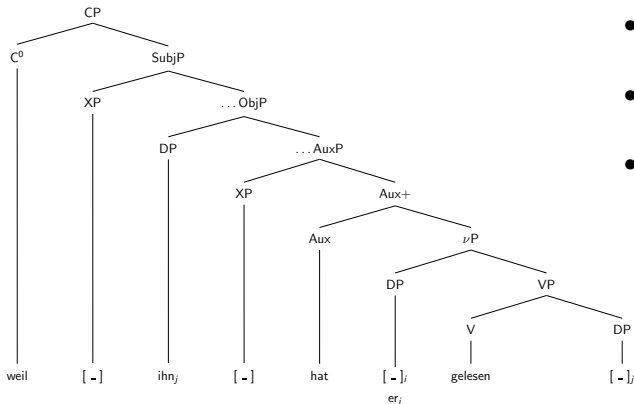 CP
C⁰ SubjP
XP …ObjP
DP …AuxP
XP Aux+
Aux νP
DP VP
V DP
weil [ _ ] ihnⱼ [ _ ] hat [ _ ]ᵢ gelesen [ _ ]ⱼ
erᵢ